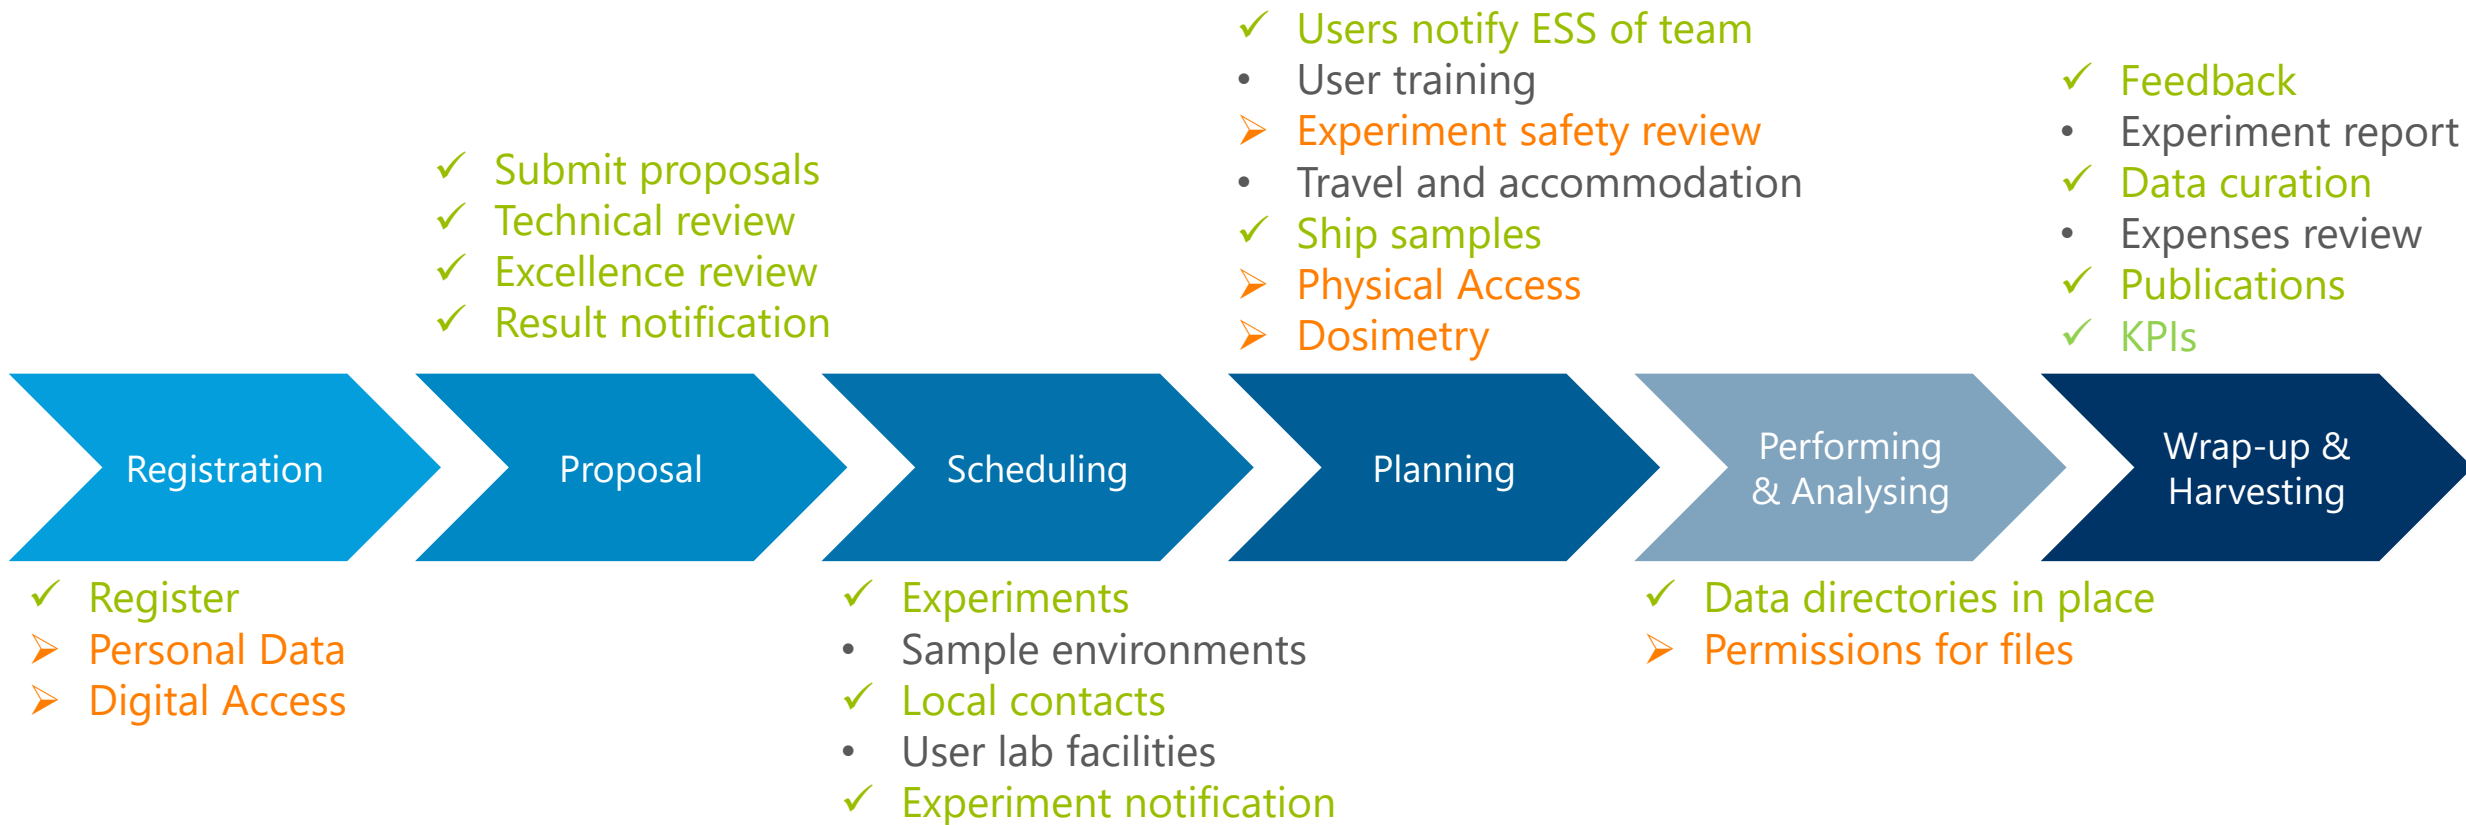 ✓ Users notify ESS of team
• User training
➢ Experiment safety review
• Travel and accommodation
✓ Ship samples
➢ Physical Access
➢ Dosimetry
✓ Feedback
• Experiment report
✓ Data curation
• Expenses review
✓ Publications
✓ KPIs
✓ Submit proposals
✓ Technical review
✓ Excellence review
✓ Result notification
Registration
Proposal
Scheduling
Planning
Performing
& Analysing
Wrap-up &
Harvesting
✓ Register
➢ Personal Data
➢ Digital Access
✓ Experiments
• Sample environments
✓ Local contacts
• User lab facilities
✓ Experiment notification
✓ Data directories in place
➢ Permissions for files